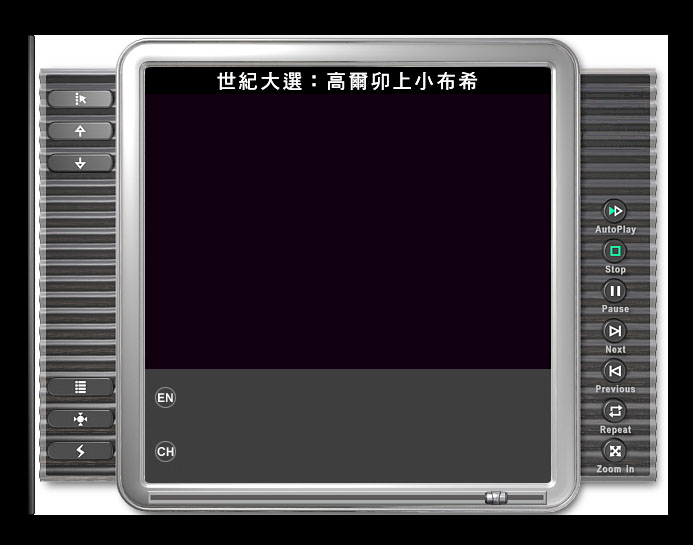 世紀大選：高爾卯上小布希
AutoPlay
Stop
Pause
Next
Previous
Repeat
Zoom in
EN
CH